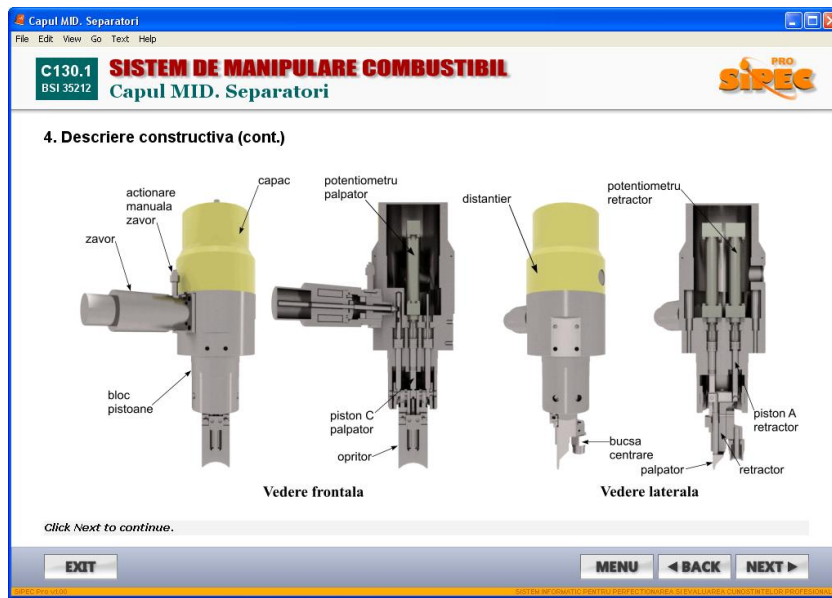 Capul MID. Separatori
File Edit View Go Text Help
C130.1
BSI 35212
SISTEM DE MANIPULARE COMBUSTIBIL
Capul MID. Separatori
PRO
SiPEC
4. Descriere constructiva (cont.)
actionare
manuala
zavor
capac
potentiometru
palpator
distantier
potentiometru
retractor
zavor
bloc
pistoane
piston C
palpator
opritor
bucsa
centrare
palpator
piston A
retractor
retractor
Vedere frontala
Vedere laterala
Click Next to continue.
EXIT
MENU
BACK
NEXT
SIPEC Pro v1.00
SISTEM INFORMATIC PENTRU PERFECTIONAREA SI EVALUAREA CUNOSTINTELOR PROFESIONAL